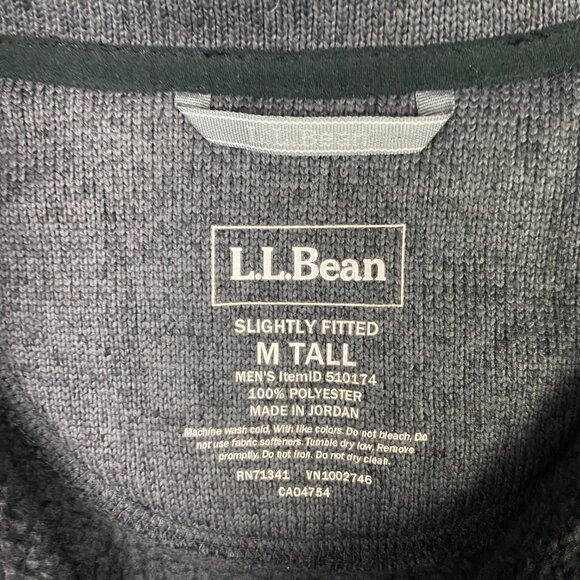 L.L.Bean
L.L.Bean
SLIGHTLY FITTED
M TALL
MEN'S ItemID 510174
100% POLYESTER
MADE IN JORDAN
Machine wash cold, With like colors. Do not bleach, Do
not use fabric softeners. Tumble dry low, Remove
promptly, Do not iron. Do not dry clean.
RN71341 VN1002746
CA04754